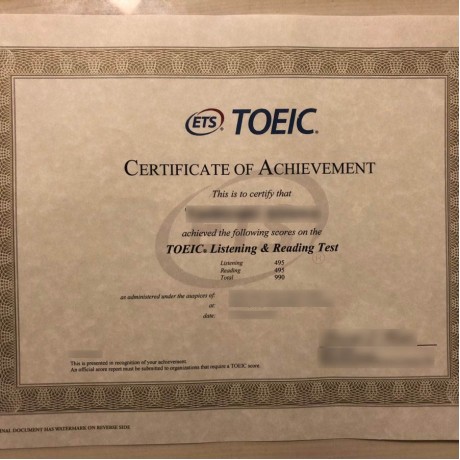 ETS® TOEIC®
CERTIFICATE OF ACHIEVEMENT
This is to certify that
achieved the following scores on the
TOEIC® Listening & Reading Test
Listening 495
Reading 495
Total 990
as administered under the auspices of:
at:
date:
This is presented in recognition of your achievement.
An official score report must be submitted to organizations that require a TOEIC score.
DOCUMENT HAS WATERMARK ON REVERSE SIDE